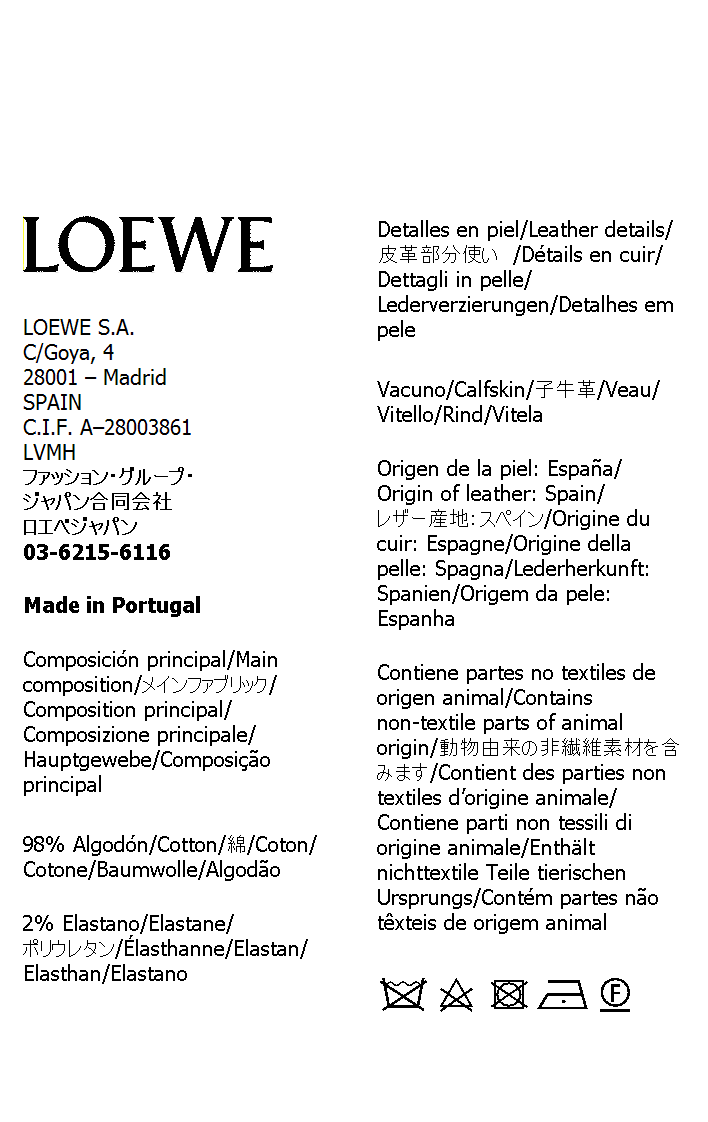 LOEWE
LOEWE S.A.
C/Goya, 4
28001 – Madrid
SPAIN
C.I.F. A–28003861
LVMH
ファッション・グループ・
ジャパン合同会社
ロエベジャパン
03-6215-6116
Made in Portugal
Composición principal/Main
composition/メインファブリック/
Composition principal/
Composizione principale/
Hauptgewebe/Composição
principal
98% Algodón/Cotton/綿/Coton/
Cotone/Baumwolle/Algodão
2% Elastano/Elastane/
ポリウレタン/Élasthanne/Elastan/
Elasthan/Elastano
Detalles en piel/Leather details/
皮革部分使い /Détails en cuir/
Dettagli in pelle/
Lederverzierungen/Detalhes em
pele
Vacuno/Calfskin/子牛革/Veau/
Vitello/Rind/Vitela
Origen de la piel: España/
Origin of leather: Spain/
レザー産地：スペイン/Origine du
cuir: Espagne/Origine della
pelle: Spagna/Lederherkunft:
Spanien/Origem da pele:
Espanha
Contiene partes no textiles de
origen animal/Contains
non-textile parts of animal
origin/動物由来の非繊維素材を含
みます/Contient des parties non
textiles d’origine animale/
Contiene parti non tessili di
origine animale/Enthält
nichttextile Teile tierischen
Ursprungs/Contém partes não
têxteis de origem animal
F